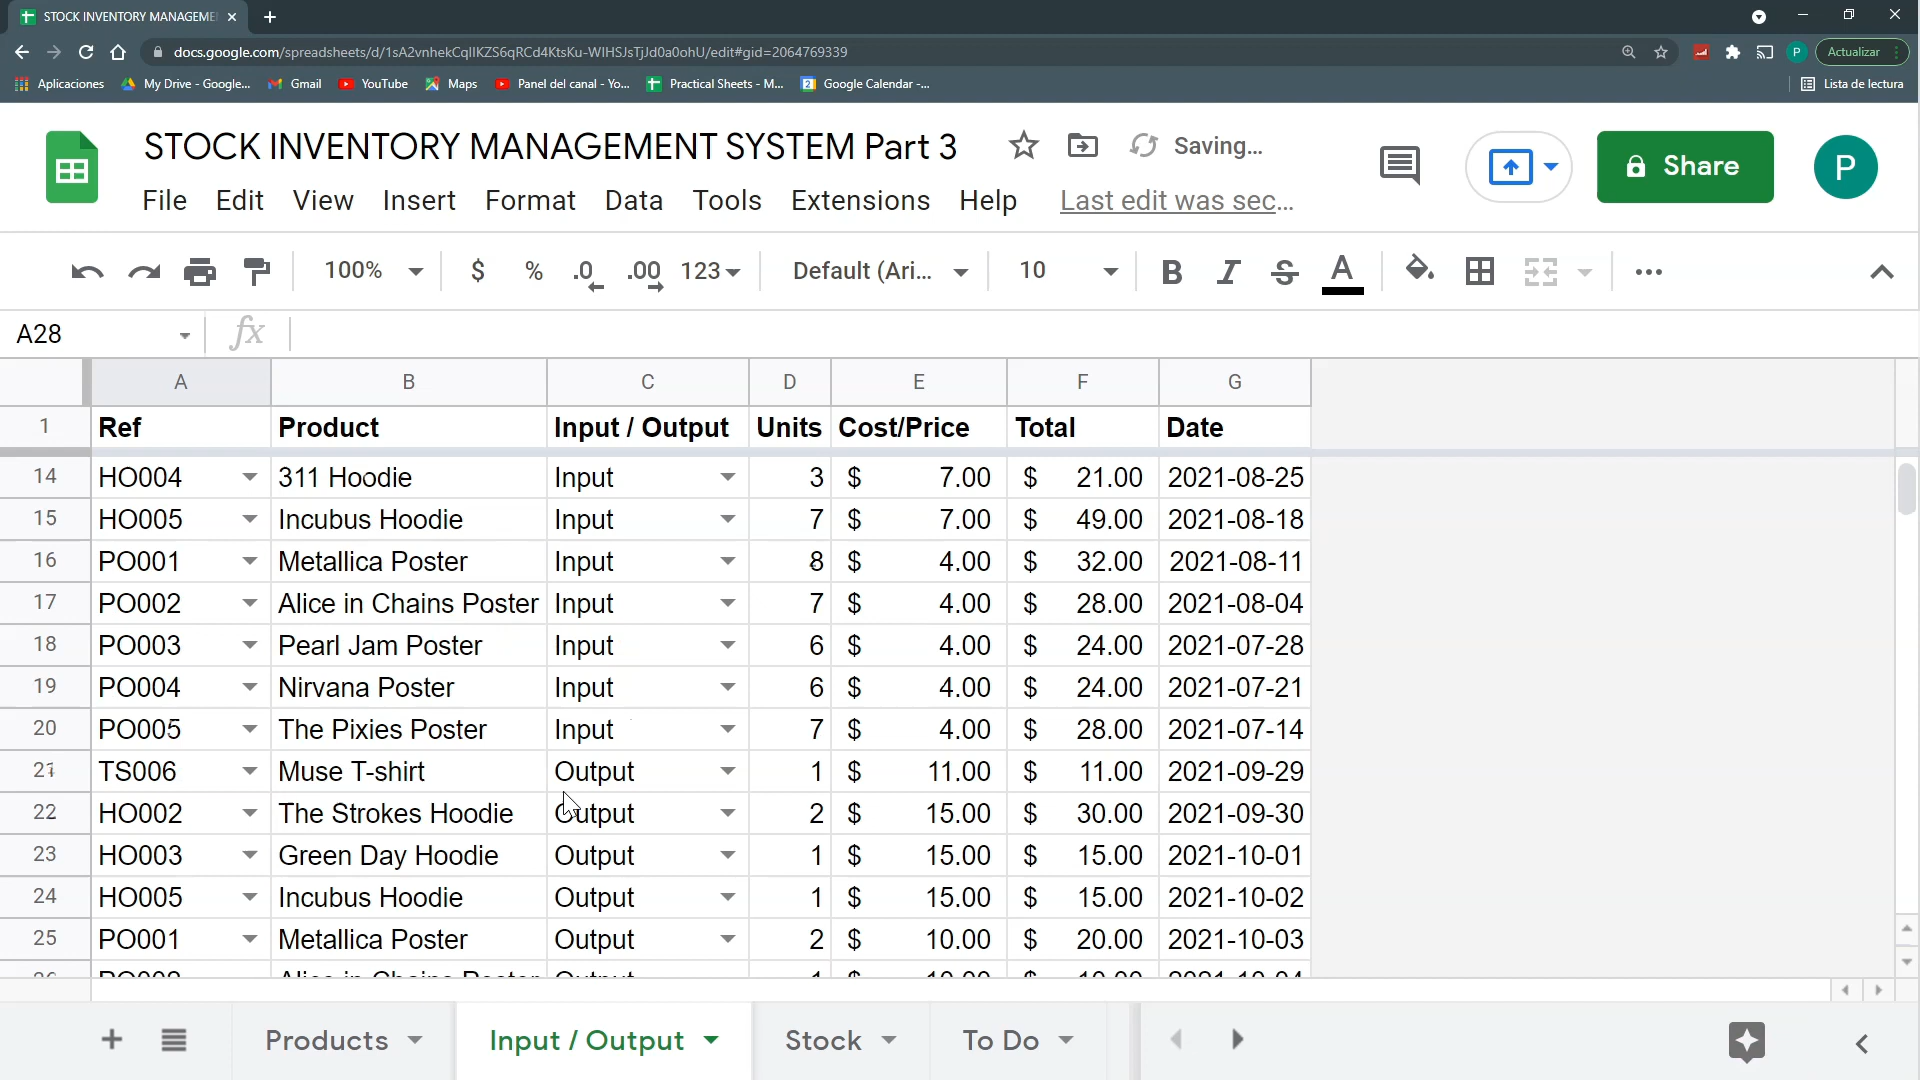 STOCK INVENTORY MANAGEME
docs.google.com/spreadsheets/d/1sA2vnhekCqlIKZS6qRCd4KtsKu-WIHSJsTjJd0a0ohU/edit#gid=2064769339
P
Actualizar
Aplicaciones My Drive - Google... Gmail YouTube Maps Panel del canal - Yo... Practical Sheets - M... Google Calendar -... Lista de lectura
STOCK INVENTORY MANAGEMENT SYSTEM Part 3 Saving...
Share P
File Edit View Insert Format Data Tools Extensions Help Last edit was sec...
100% $ % .0 .00 123 Default (Ari... 10 B I S A
A28 fx
A B C D E F G
1 Ref Product Input / Output Units Cost/Price Total Date
14 HO004 311 Hoodie Input 3 $ 7.00 $ 21.00 2021-08-25
15 HO005 Incubus Hoodie Input 7 $ 7.00 $ 49.00 2021-08-18
16 PO001 Metallica Poster Input 8 $ 4.00 $ 32.00 2021-08-11
17 PO002 Alice in Chains Poster Input 7 $ 4.00 $ 28.00 2021-08-04
18 PO003 Pearl Jam Poster Input 6 $ 4.00 $ 24.00 2021-07-28
19 PO004 Nirvana Poster Input 6 $ 4.00 $ 24.00 2021-07-21
20 PO005 The Pixies Poster Input 7 $ 4.00 $ 28.00 2021-07-14
21 TS006 Muse T-shirt Output 1 $ 11.00 $ 11.00 2021-09-29
22 HO002 The Strokes Hoodie Output 2 $ 15.00 $ 30.00 2021-09-30
23 HO003 Green Day Hoodie Output 1 $ 15.00 $ 15.00 2021-10-01
24 HO005 Incubus Hoodie Output 1 $ 15.00 $ 15.00 2021-10-02
25 PO001 Metallica Poster Output 2 $ 10.00 $ 20.00 2021-10-03
Products Input / Output Stock To Do